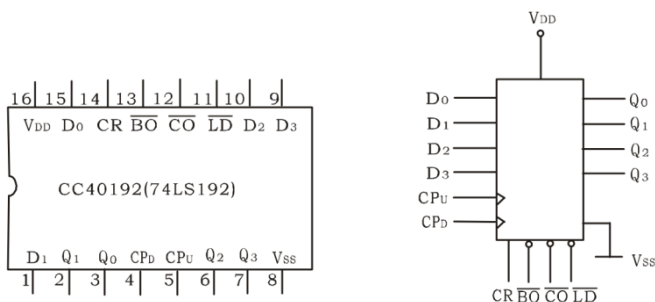 16 15 14 13 12 11 10 9
VDD D0 CR BO CO LD D2 D3
CC40192(74LS192)
D1 Q1 Q0 CPD CPU Q2 Q3 VSS
1 2 3 4 5 6 7 8
VDD
D0
D1
D2
D3
CPU
CPD
Q0
Q1
Q2
Q3
VSS
CR BO CO LD